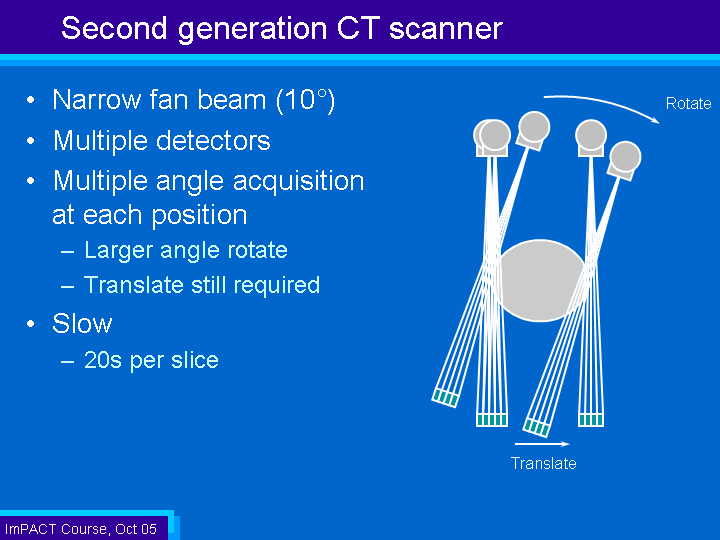 Second generation CT scanner
• Narrow fan beam (10°)
• Multiple detectors
• Multiple angle acquisition
at each position
– Larger angle rotate
– Translate still required
• Slow
– 20s per slice
Rotate
Translate
ImPACT Course, Oct 05